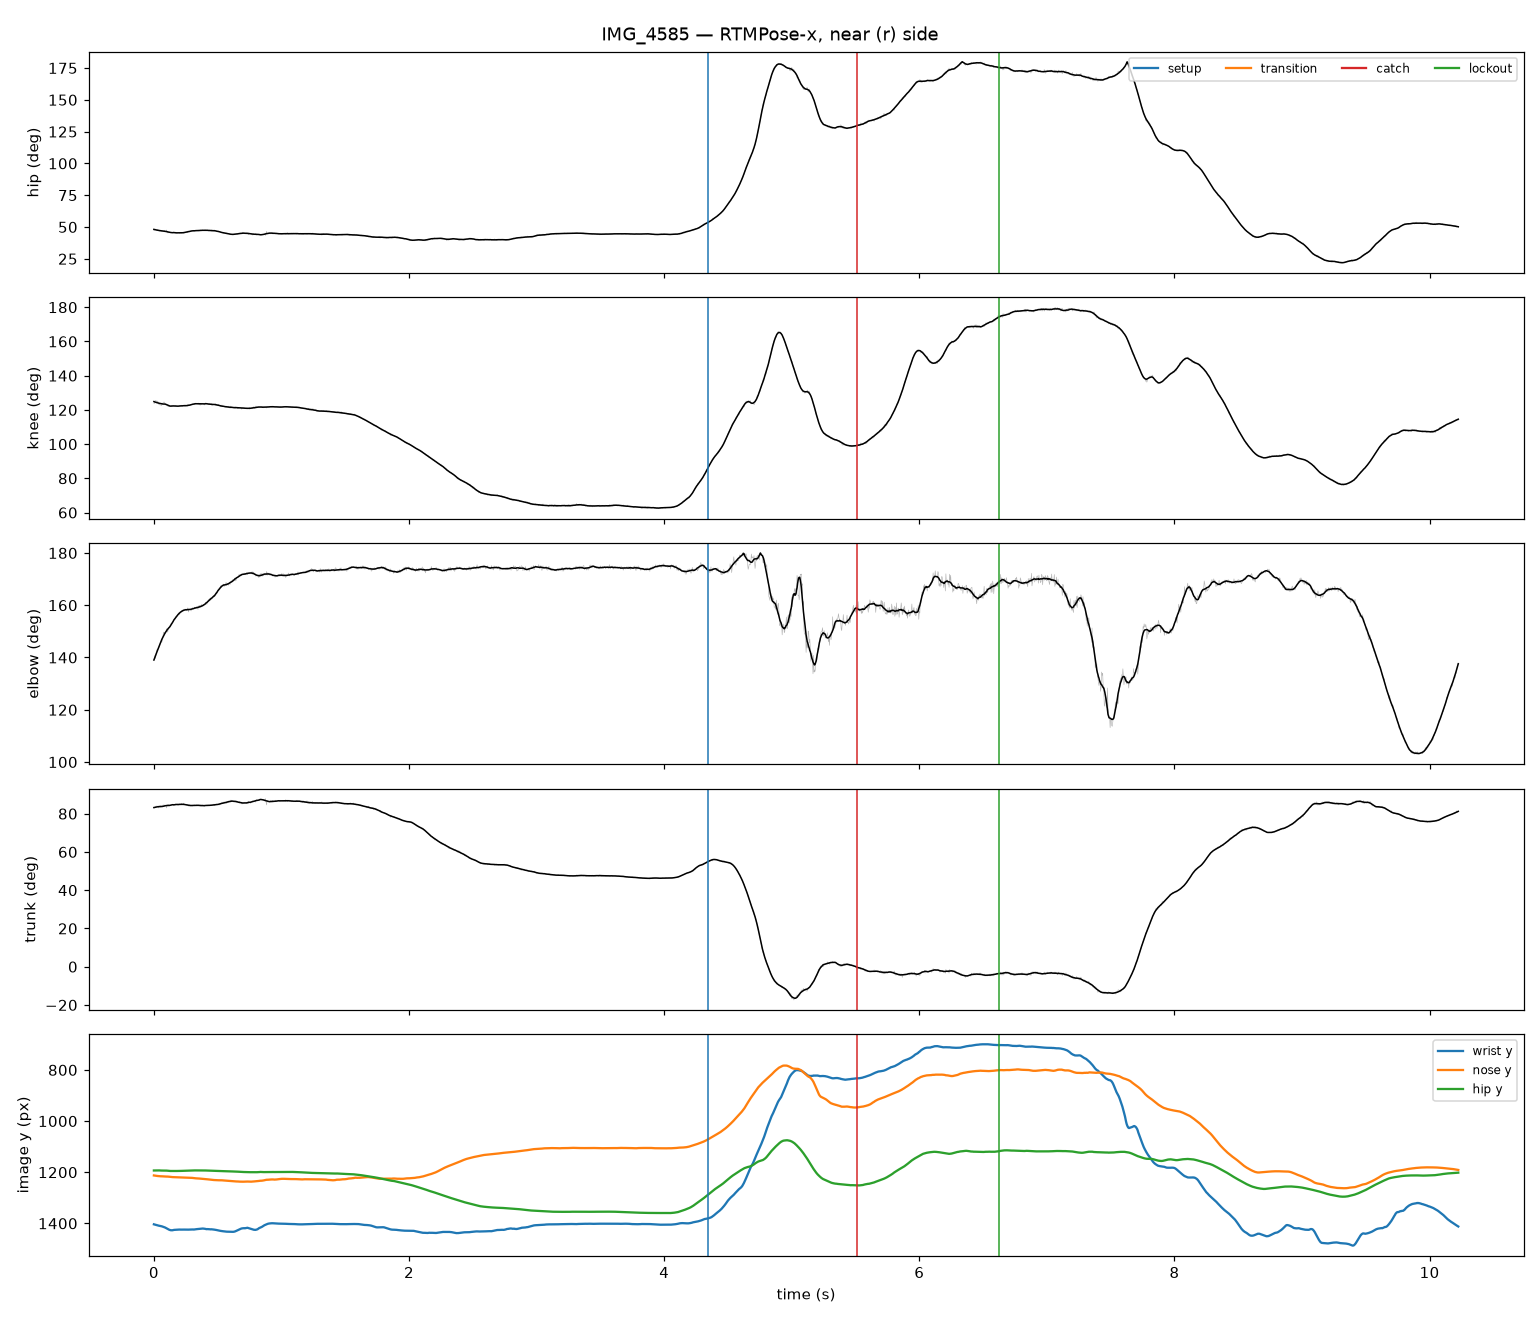 IMG_4585 — RTMPose-x, near (r) side
175
150
125
100
75
50
25
hip (deg)
setup transition catch lockout
180
160
140
120
100
80
60
knee (deg)
180
160
140
120
100
elbow (deg)
80
60
40
20
0
−20
trunk (deg)
800
1000
1200
1400
image y (px)
wrist y
nose y
hip y
0 2 4 6 8 10
time (s)